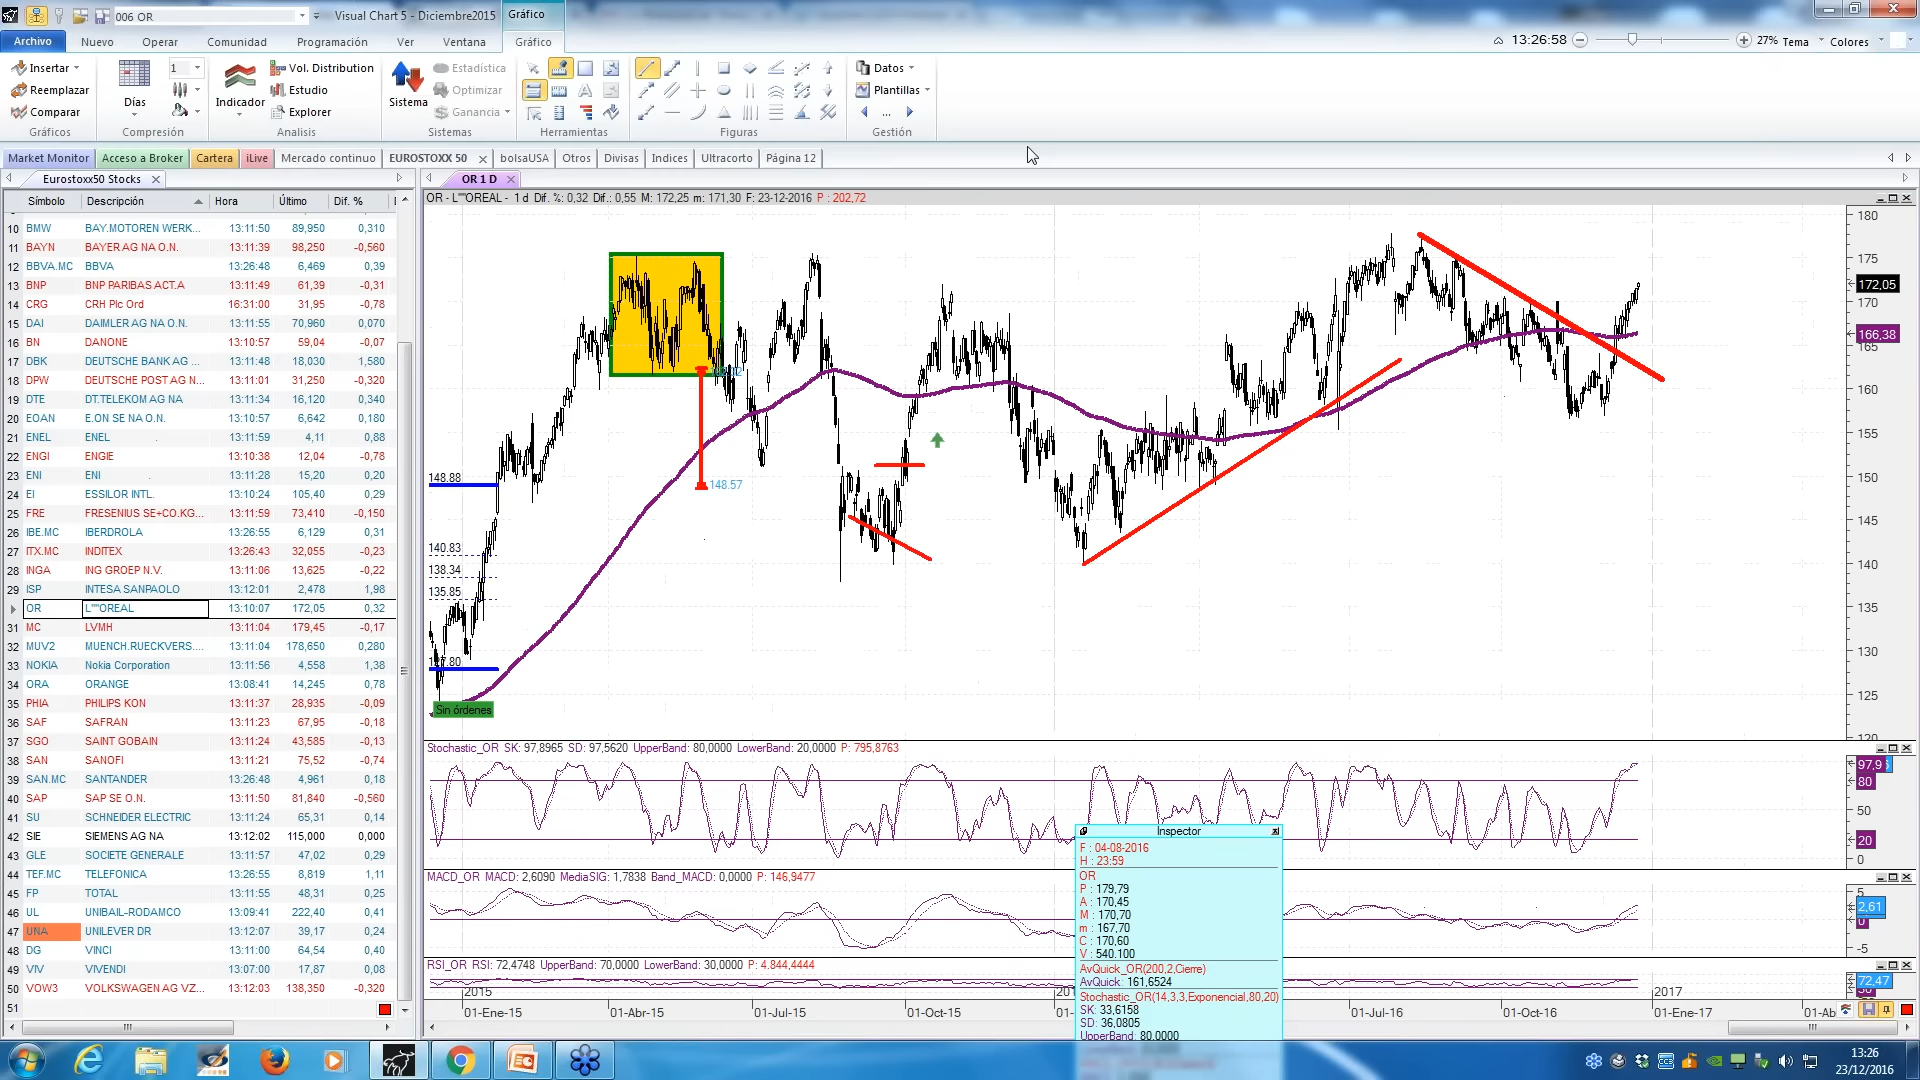 006 OR
Visual Chart 5 - Diciembre2015
Gráfico
Archivo Nuevo Operar Comunidad Programación Ver Ventana Gráfico
13:26:58 27% Tema Colores
Insertar Reemplazar Comparar Gráficos
1 Días Compresión
Indicador Vol. Distribution Estudio Explorer Analisis
Sistema Estadística Optimizar Ganancia Sistemas
Herramientas Figuras
Datos Plantillas ... Gestión
Market Monitor Acceso a Broker Cartera iLive Mercado continuo EUROSTOXX 50 bolsaUSA Otros Divisas Indices Ultracorto Página 12
Eurostoxx50 Stocks
Símbolo Descripción Hora Último Dif. %
10 BMW BAY.MOTOREN WERK... 13:11:50 89,950 0,310
11 BAYN BAYER AG NA O.N. 13:11:39 98,250 -0,560
12 BBVA.MC BBVA 13:26:48 6,469 0,39
13 BNP BNP PARIBAS ACT.A 13:11:49 61,39 -0,31
14 CRG CRH Plc Ord 16:31:00 31,95 -0,78
15 DAI DAIMLER AG NA O.N. 13:11:55 70,960 0,070
16 BN DANONE 13:10:57 59,04 -0,07
17 DBK DEUTSCHE BANK AG ... 13:11:48 18,030 1,580
18 DPW DEUTSCHE POST AG N... 13:11:01 31,250 -0,320
19 DTE DT.TELEKOM AG NA 13:11:34 16,120 0,340
20 EOAN E.ON SE NA O.N. 13:10:57 6,642 0,180
21 ENEL ENEL 13:11:59 4,11 0,88
22 ENGI ENGIE 13:10:38 12,04 -0,78
23 ENI ENI 13:11:28 15,20 0,20
24 EI ESSILOR INTL. 13:10:24 105,40 0,29
25 FRE FRESENIUS SE+CO.KG... 13:11:59 73,410 -0,150
26 IBE.MC IBERDROLA 13:26:55 6,129 0,31
27 ITX.MC INDITEX 13:26:43 32,055 -0,23
28 INGA ING GROEP N.V. 13:11:06 13,625 -0,22
29 ISP INTESA SANPAOLO 13:12:01 2,478 1,98
OR L""OREAL 13:10:07 172,05 0,32
31 MC LVMH 13:11:04 179,45 -0,17
32 MUV2 MUENCH.RUECKVERS.... 13:11:04 178,650 0,280
33 NOKIA Nokia Corporation 13:11:56 4,558 1,38
34 ORA ORANGE 13:08:41 14,245 0,78
35 PHIA PHILIPS KON 13:11:37 28,935 -0,09
36 SAF SAFRAN 13:11:23 67,95 -0,18
37 SGO SAINT GOBAIN 13:11:24 43,585 -0,13
38 SAN SANOFI 13:11:21 75,52 -0,74
39 SAN.MC SANTANDER 13:26:48 4,961 0,18
40 SAP SAP SE O.N. 13:11:50 81,840 -0,560
41 SU SCHNEIDER ELECTRIC 13:11:25 65,31 0,14
42 SIE SIEMENS AG NA 13:12:02 115,000 0,000
43 GLE SOCIETE GENERALE 13:11:57 47,02 0,29
44 TEF.MC TELEFONICA 13:26:55 8,819 1,11
45 FP TOTAL 13:11:55 48,31 0,25
46 UL UNIBAIL-RODAMCO 13:09:41 222,40 0,41
47 UNA UNILEVER DR 13:12:07 39,17 0,24
48 DG VINCI 13:11:00 64,54 0,40
49 VIV VIVENDI 13:07:00 17,87 0,08
50 VOW3 VOLKSWAGEN AG VZ... 13:12:03 138,350 -0,320
51
OR 1 D
OR - L""OREAL - 1 d Dif. %: 0,32 Dif.: 0,55 M: 172,25 m: 171,30 F: 23-12-2016 P : 202,72
180
175
172,05
170
166,38
165
160
155
150
145
140
135
130
125
120
148.57
148.88
140.83
138.34
135.85
Sin órdenes
Stochastic_OR SK: 97,8965 SD: 97,5620 UpperBand: 80,0000 LowerBand: 20,0000 P: 795,8763
97,9
80
50
20
0
MACD_OR MACD: 2,6090 MediaSIG: 1,7838 Band_MACD: 0,0000 P: 146,9477
5
2,61
0
-5
RSI_OR RSI: 72,4748 UpperBand: 70,0000 LowerBand: 30,0000 P: 4.844,4444
72,47
Inspector
F : 04-08-2016
H : 23:59
OR
P : 179,79
A : 170,45
M : 170,70
m : 167,70
C : 170,60
V : 540.100
AvQuick_OR(200,2,Cierre)
AvQuick: 161,6524
Stochastic_OR(14,3,3,Exponencial,80,20)
SK: 33,6158
SD: 36,0805
UpperBand: 80,0000
2015 2017
01-Ene-15 01-Abr-15 01-Jul-15 01-Oct-15 01-Jul-16 01-Oct-16 01-Ene-17
13:26
23/12/2016